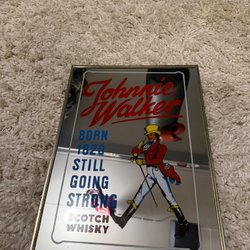 Johnnie
Walker
BORN
1820
STILL
GOING
STRONG
SCOTCH
WHISKY